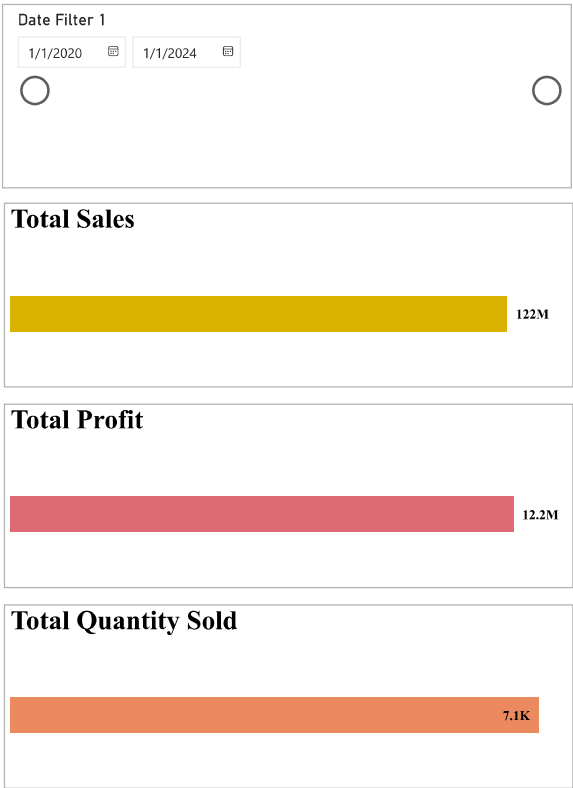 Date Filter 1
1/1/2020 1/1/2024
Total Sales
122M
Total Profit
12.2M
Total Quantity Sold
7.1K